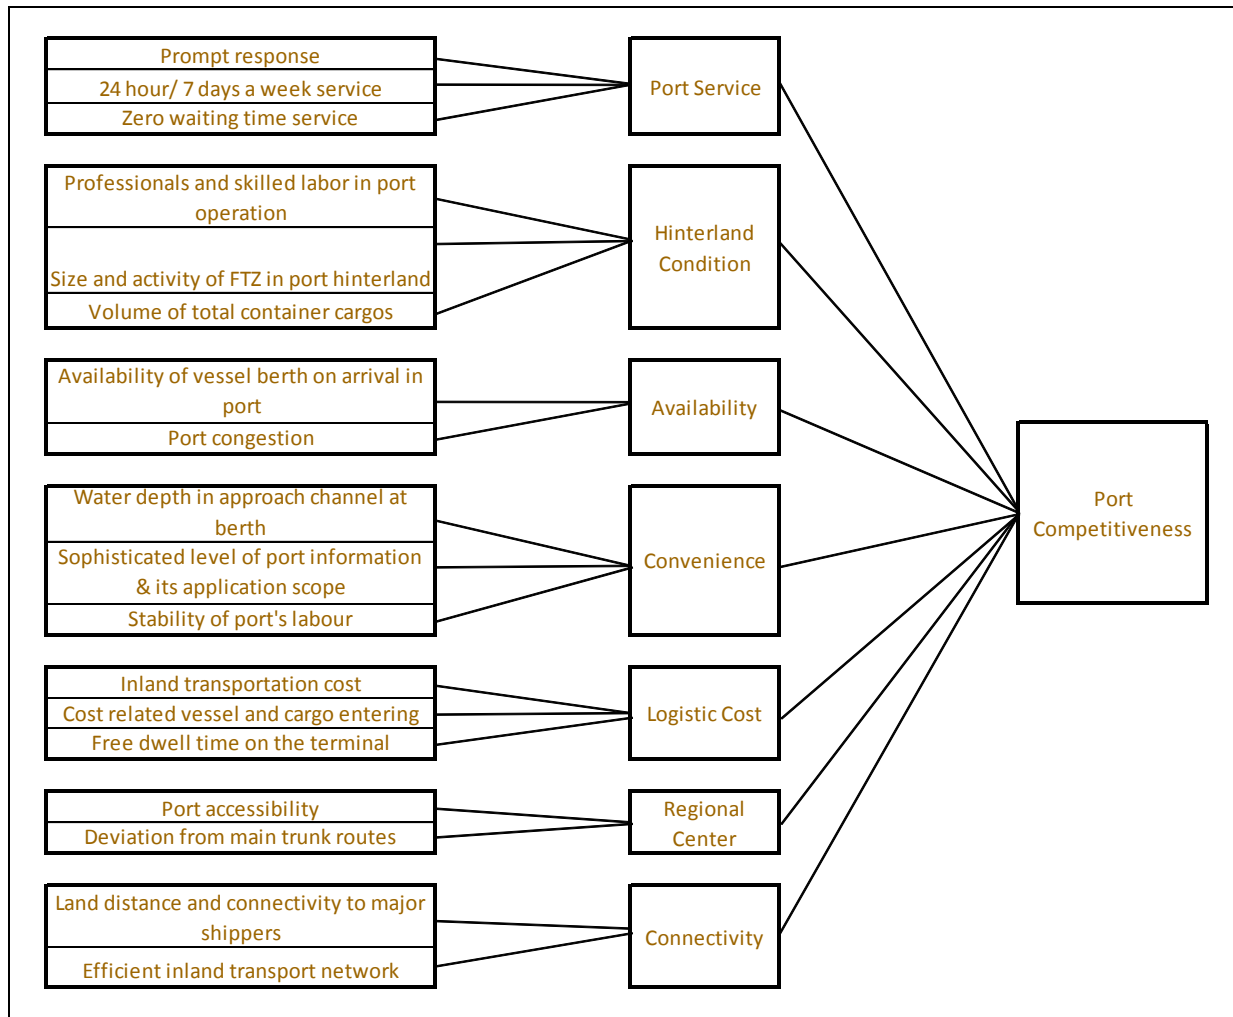 Prompt response
24 hour/ 7 days a week service
Zero waiting time service
Port Service
Professionals and skilled labor in port
operation
Size and activity of FTZ in port hinterland
Volume of total container cargos
Hinterland
Condition
Availability of vessel berth on arrival in
port
Port congestion
Availability
Water depth in approach channel at
berth
Sophisticated level of port information
& its application scope
Stability of port's labour
Convenience
Inland transportation cost
Cost related vessel and cargo entering
Free dwell time on the terminal
Logistic Cost
Port accessibility
Deviation from main trunk routes
Regional
Center
Land distance and connectivity to major
shippers
Efficient inland transport network
Connectivity
Port
Competitiveness